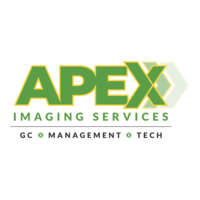 APEX
IMAGING SERVICES
GC MANAGEMENT TECH